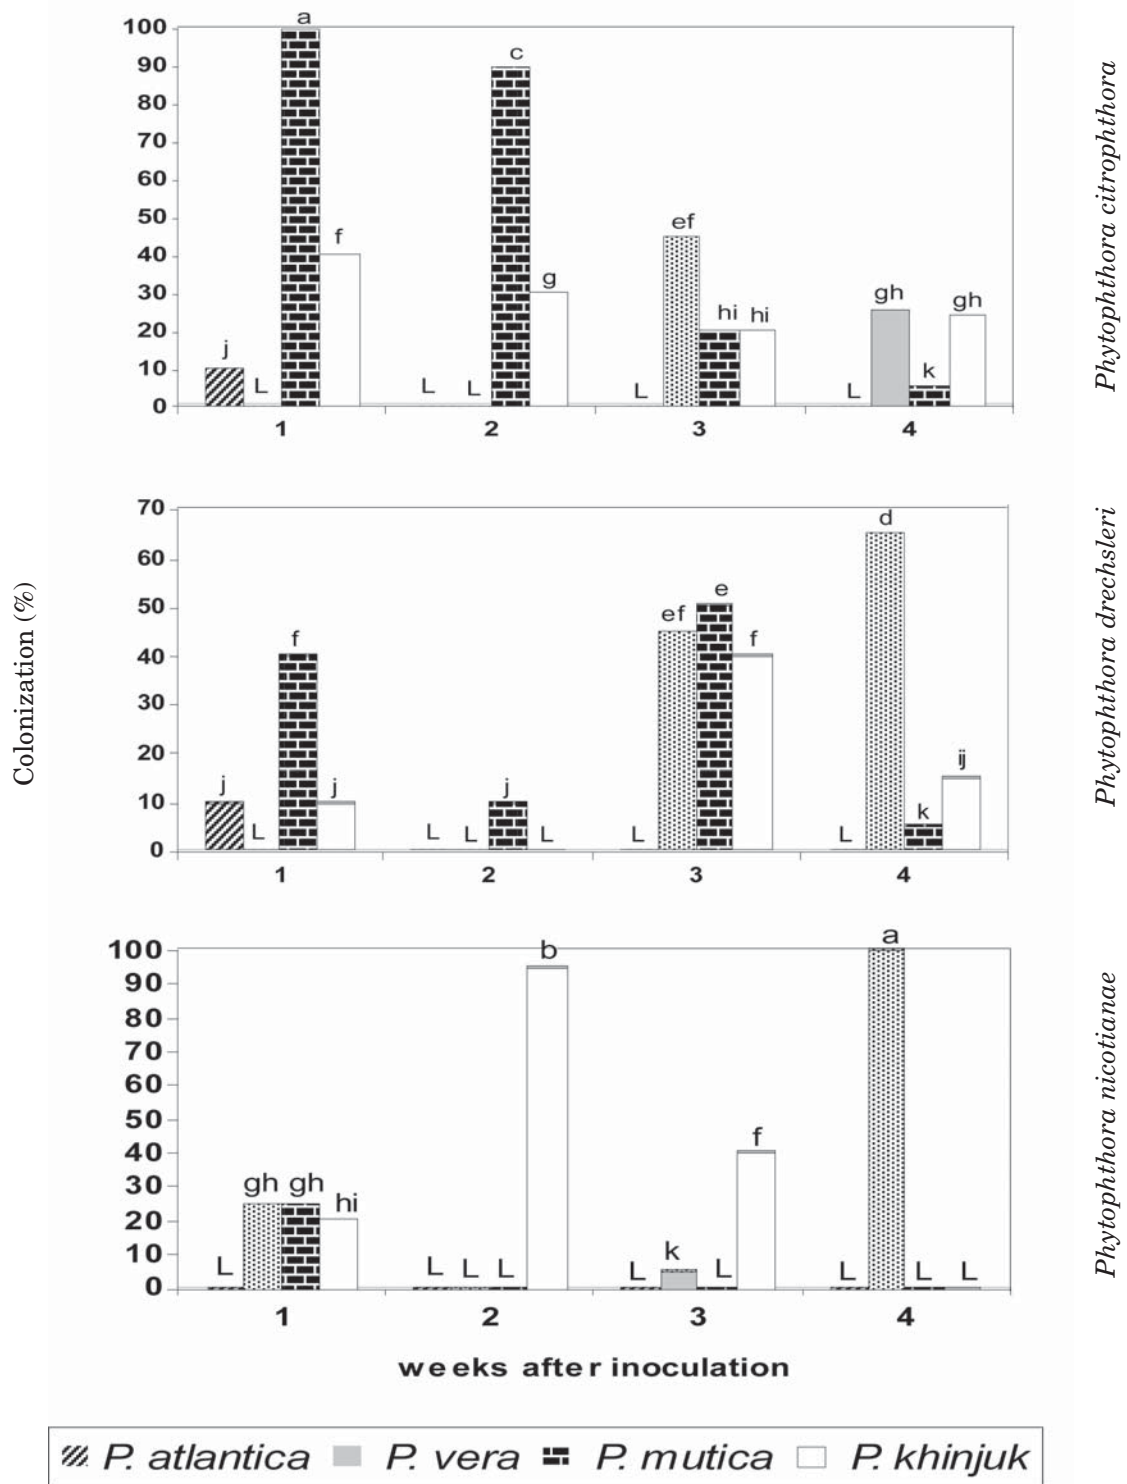 Colonization (%)
100
90
80
70
60
50
40
30
20
10
0
a
c
f
g
ef
hi hi
gh
gh
k
j
L
L
L
L
L
1
2
3
4
Phytophthora citrophthora
70
60
50
40
30
20
10
0
d
e
ef
f
f
j
j
j
ij
k
L
L
L
L
L
L
1
2
3
4
Phytophthora drechsleri
100
90
80
70
60
50
40
30
20
10
0
a
b
f
gh gh
hi
k
L
L
L
L
L
L
L
L
L
1
2
3
4
Phytophthora nicotianae
weeks after inoculation
P. atlantica P. vera P. mutica P. khinjuk